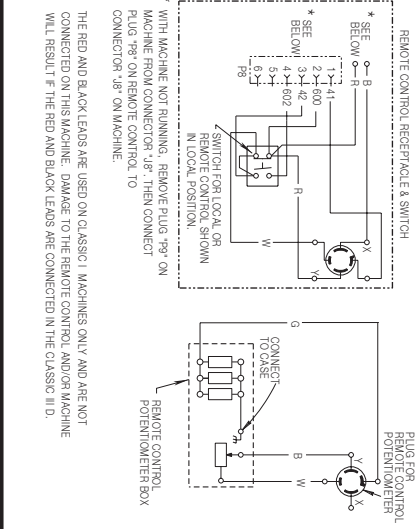 REMOTE CONTROL RECEPTACLE & SWITCH
*
SEE
BELOW
B
R
*
SEE
BELOW
P8
1
2
3
4
5
6
41
600
42
602
SWITCH FOR LOCAL OR
REMOTE CONTROL SHOWN
IN LOCAL POSITION.
R
W
X
Y
PLUG FOR
REMOTE CONTROL
POTENTIOMETER
X
Y
G
B
W
CONNECT
TO CASE
REMOTE CONTROL
POTENTIOMETER BOX
WITH MACHINE NOT RUNNING, REMOVE PLUG "P9" ON
MACHINE FROM CONNECTOR "J8". THEN CONNECT
PLUG "P8" ON REMOTE CONTROL TO
CONNECTOR "J8" ON MACHINE.
THE RED AND BLACK LEADS ARE USED ON CLASSIC I MACHINES ONLY AND ARE NOT
CONNECTED ON THIS MACHINE. DAMAGE TO THE REMOTE CONTROL AND/OR MACHINE
WILL RESULT IF THE RED AND BLACK LEADS ARE CONNECTED IN THE CLASSIC III D.